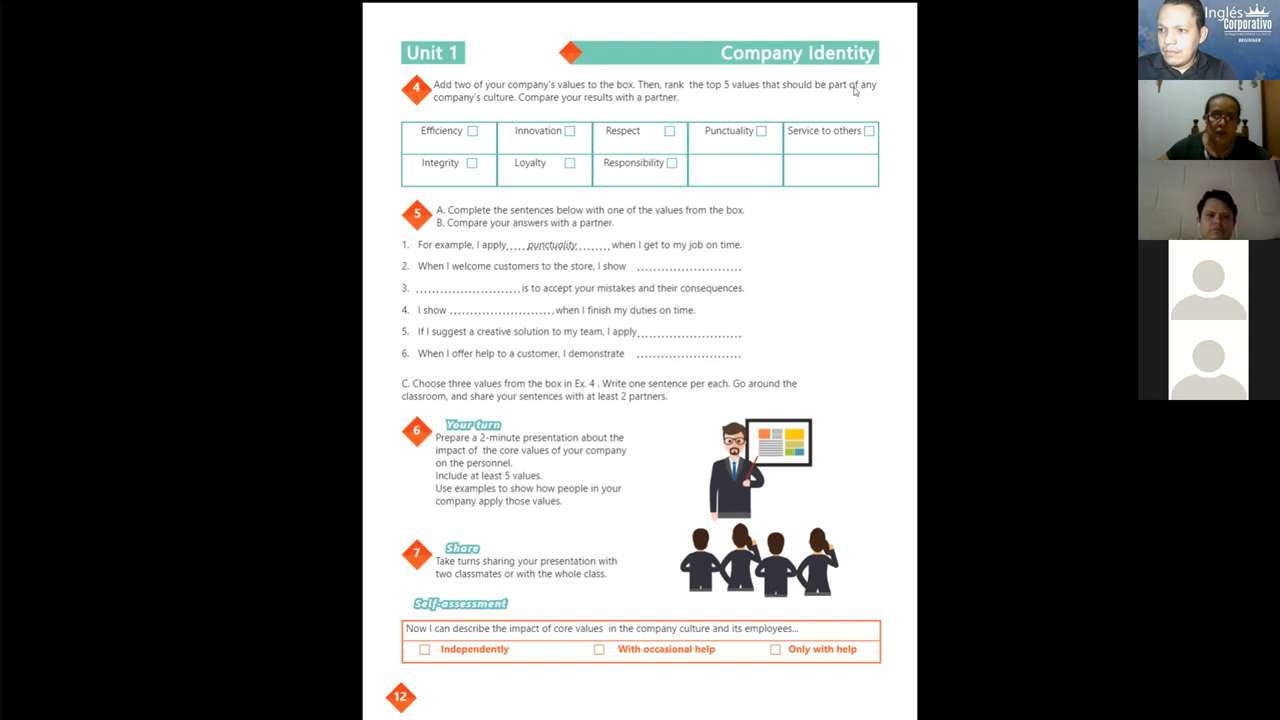 Unit 1
Company Identity
4
Add two of your company's values to the box. Then, rank the top 5 values that should be part of any
company's culture. Compare your results with a partner.
Efficiency Innovation Respect Punctuality Service to others
Integrity Loyalty Responsibility
5
A. Complete the sentences below with one of the values from the box.
B. Compare your answers with a partner.
1. For example, I apply.....punctuality........when I get to my job on time.
2. When I welcome customers to the store, I show ..........................
3. ..........................is to accept your mistakes and their consequences.
4. I show ..........................when I finish my duties on time.
5. If I suggest a creative solution to my team, I apply..........................
6. When I offer help to a customer, I demonstrate ..........................
C. Choose three values from the box in Ex. 4 . Write one sentence per each. Go around the
classroom, and share your sentences with at least 2 partners.
6
Your turn
Prepare a 2-minute presentation about the
impact of the core values of your company
on the personnel.
Include at least 5 values.
Use examples to show how people in your
company apply those values.
7
Share
Take turns sharing your presentation with
two classmates or with the whole class.
Self-assessment
Now I can describe the impact of core values in the company culture and its employees...
Independently With occasional help Only with help
12
Inglés
Corporativo
BEGINNER